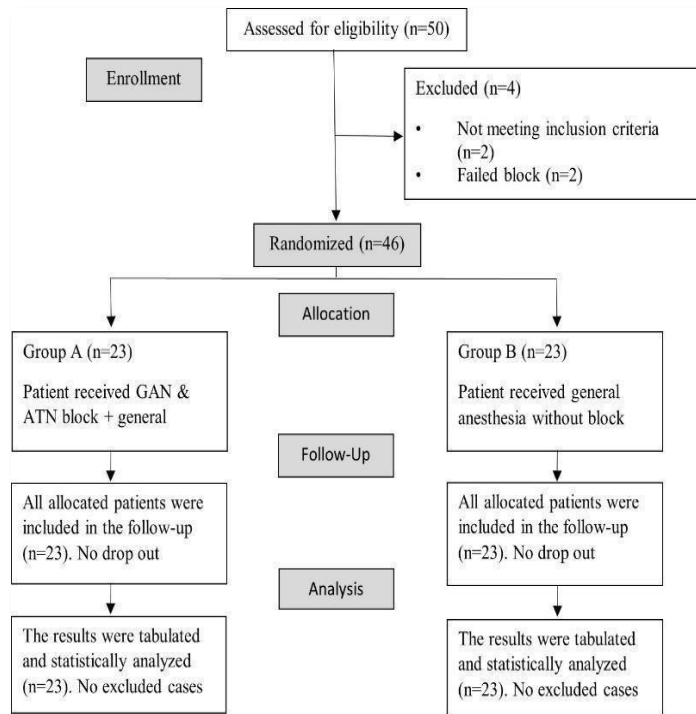 Assessed for eligibility (n=50)
Enrollment
Excluded (n=4)
• Not meeting inclusion criteria
(n=2)
• Failed block (n=2)
Randomized (n=46)
Allocation
Group A (n=23)
Patient received GAN &
ATN block + general
Group B (n=23)
Patient received general
anesthesia without block
Follow-Up
All allocated patients were
included in the follow-up
(n=23). No drop out
All allocated patients were
included in the follow-up
(n=23). No drop out
Analysis
The results were tabulated
and statistically analyzed
(n=23). No excluded cases
The results were tabulated
and statistically analyzed
(n=23). No excluded cases